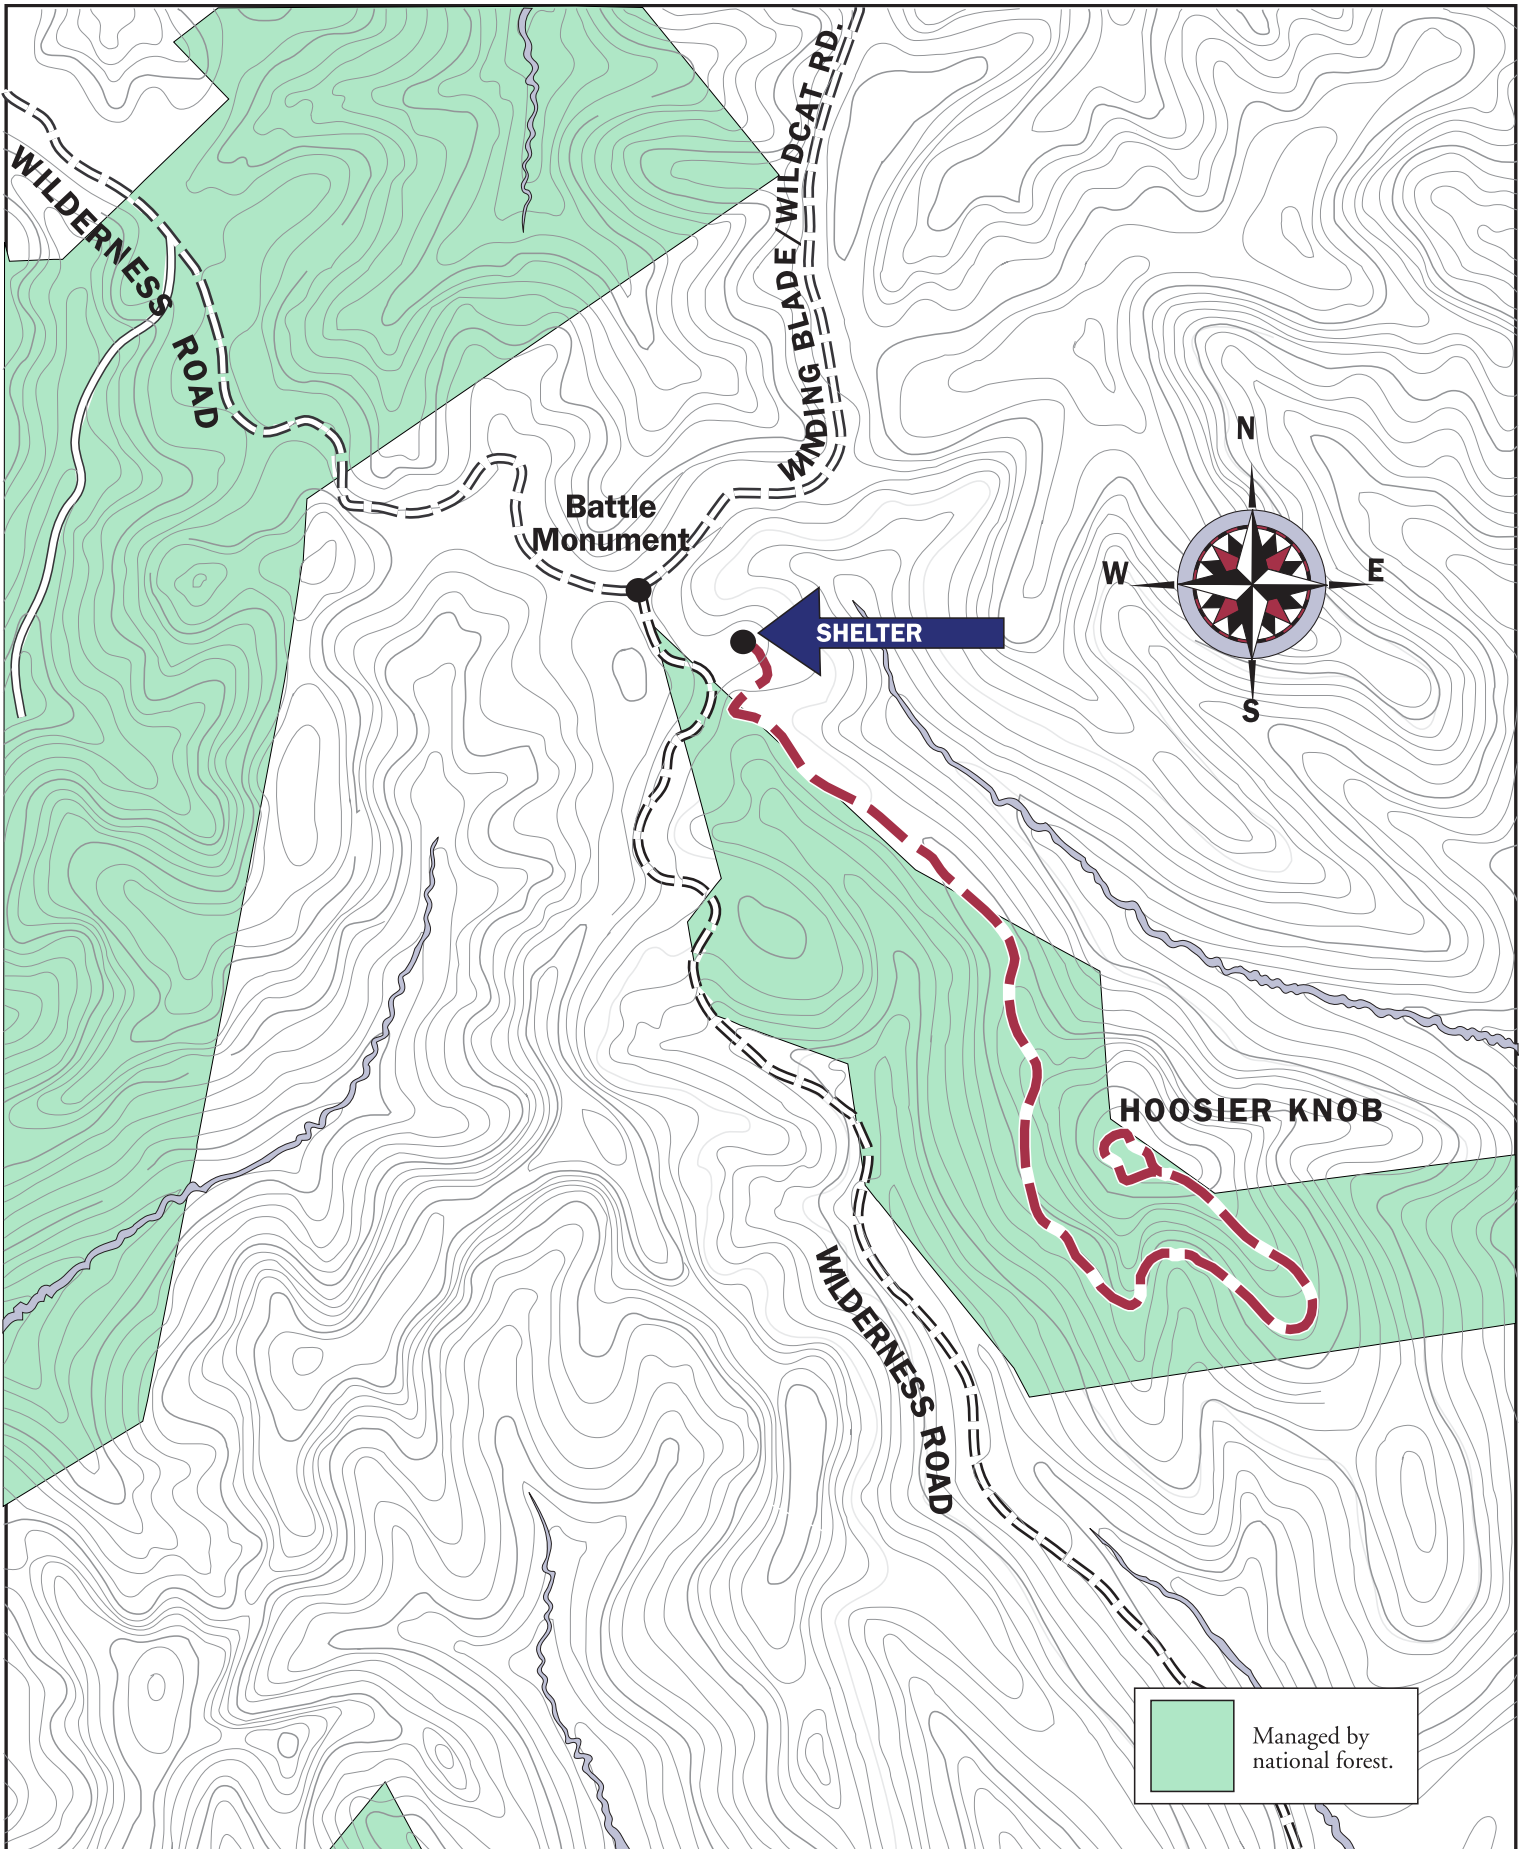 WINDING BLADE/WILDCAT RD.
WILDERNESS ROAD
N
W
E
S
Battle
Monument
SHELTER
HOOSIER KNOB
WILDERNESS ROAD
Managed by
national forest.